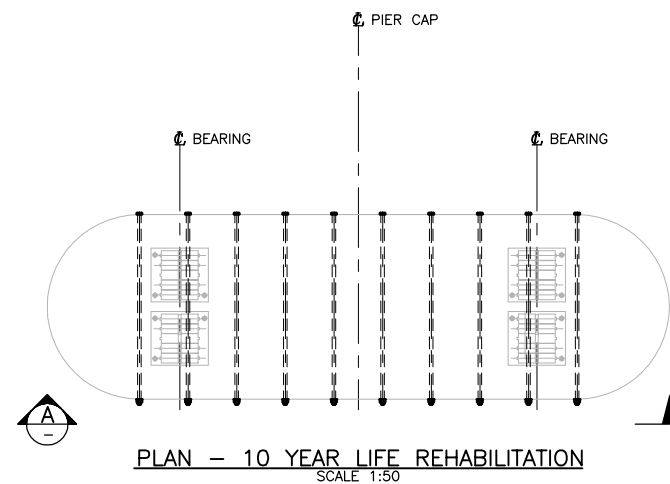 ℄ PIER CAP
℄ BEARING
℄ BEARING
A
–
PLAN – 10 YEAR LIFE REHABILITATION
SCALE 1:50